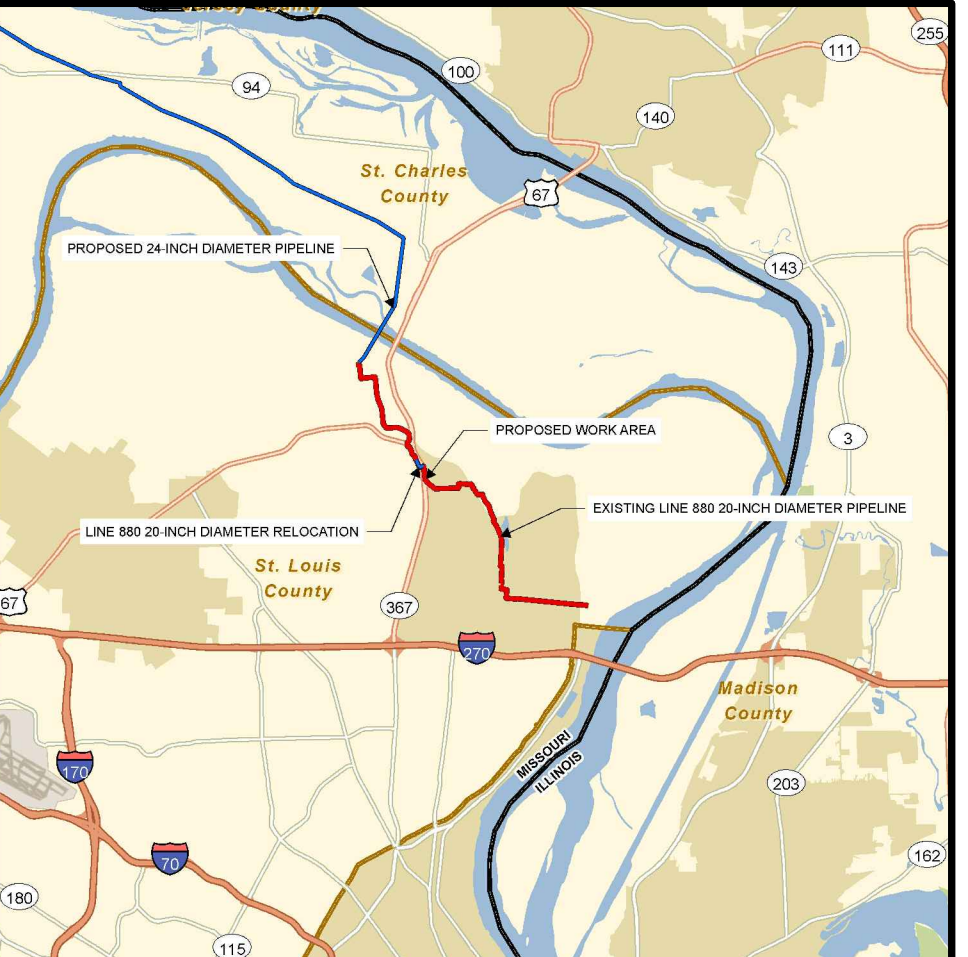 Jersey County
255
111
100
94
140
St. Charles
County
67
PROPOSED 24-INCH DIAMETER PIPELINE
143
PROPOSED WORK AREA
3
EXISTING LINE 880 20-INCH DIAMETER PIPELINE
LINE 880 20-INCH DIAMETER RELOCATION
St. Louis
County
67
367
270
Madison
County
MISSOURI
ILLINOIS
170
203
70
162
180
115